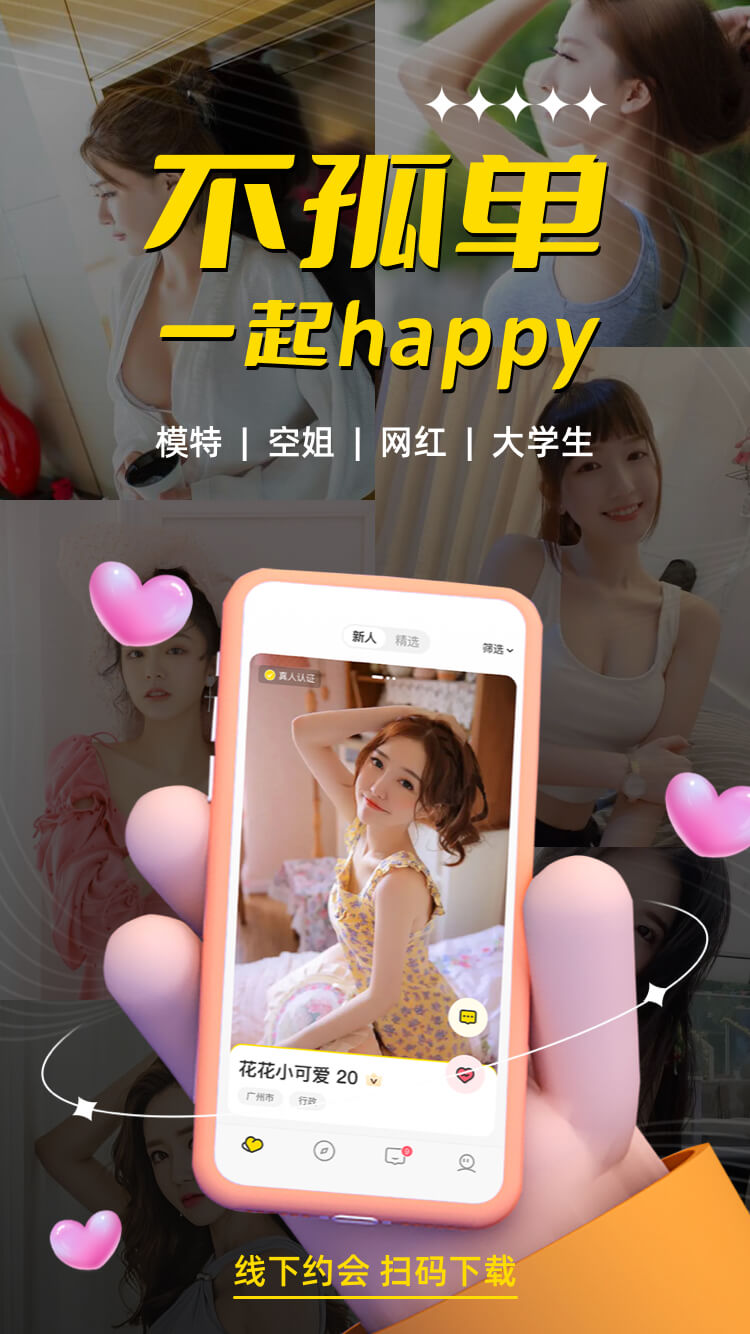 不孤单
一起happy
模特 | 空姐 | 网红 | 大学生
新人 精选 筛选
真人认证
花花小可爱 20
广州市 行政
9
线下约会 扫码下载